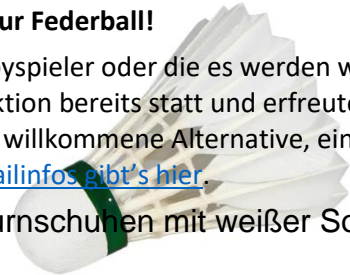 ur Federball!
yspieler oder die es werden w
ktion bereits statt und erfreute
willkommene Alternative, ein
ailinfos gibt's hier.
urnschuhen mit weißer So